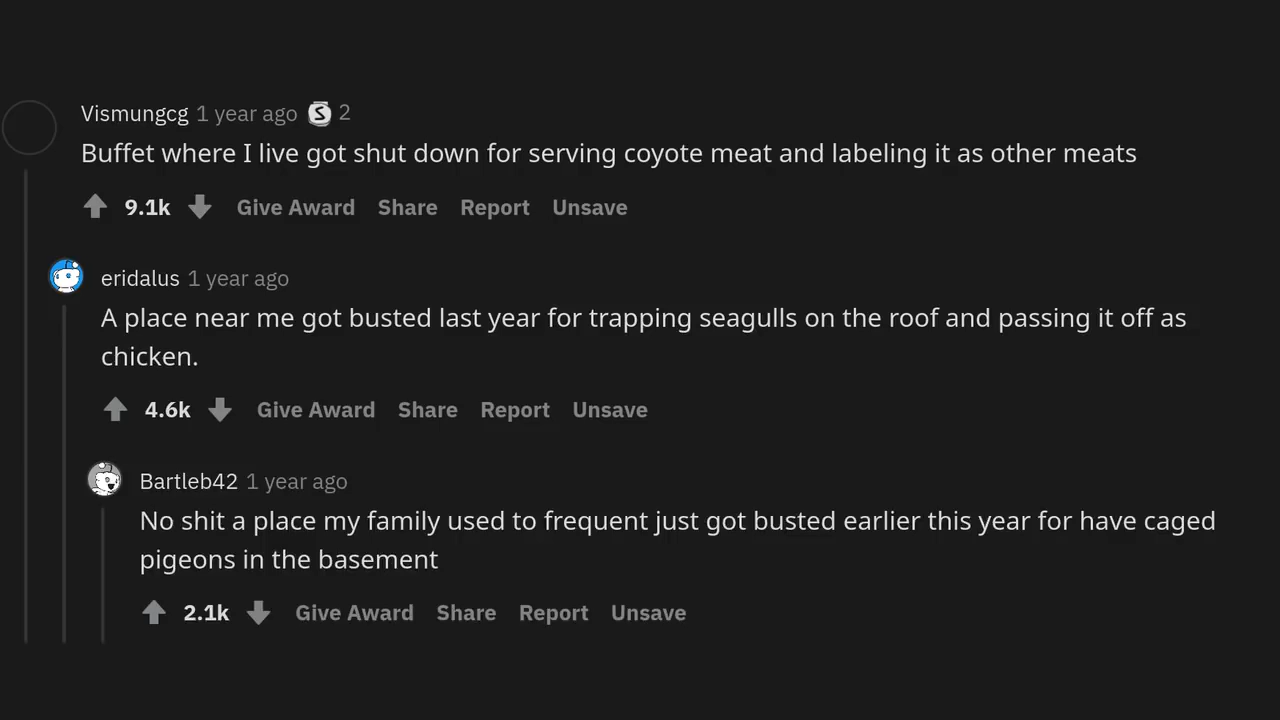 Vismungcg 1 year ago S 2
Buffet where I live got shut down for serving coyote meat and labeling it as other meats
9.1k Give Award Share Report Unsave
eridalus 1 year ago
A place near me got busted last year for trapping seagulls on the roof and passing it off as
chicken.
4.6k Give Award Share Report Unsave
Bartleb42 1 year ago
No shit a place my family used to frequent just got busted earlier this year for have caged
pigeons in the basement
2.1k Give Award Share Report Unsave